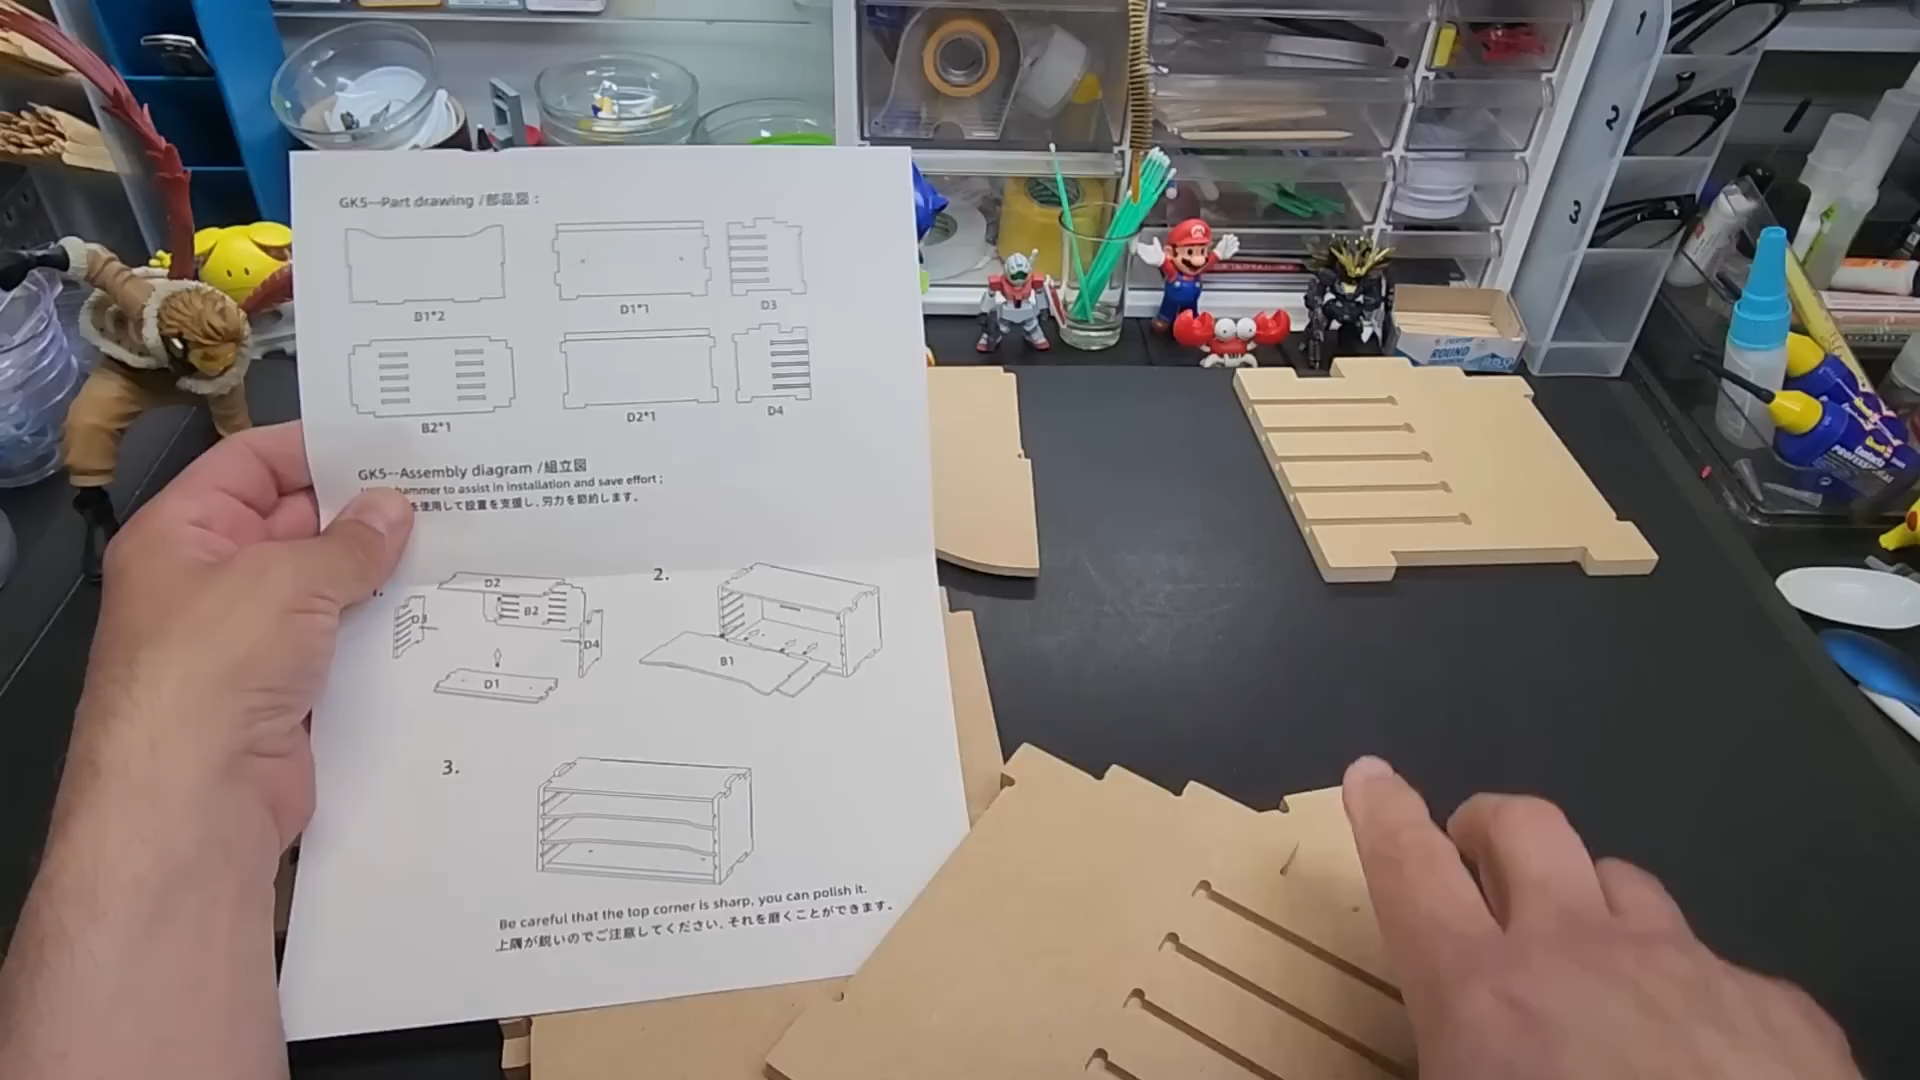 GK5--Part drawing /部品図：
B1*2
D1*1
D3
B2*1
D2*1
D4
GK5--Assembly diagram /組立図
hammer to assist in installation and save effort ;
を使用して設置を支援し、労力を節約します。
D2
B2
D3
D4
D1
2.
B1
3.
Be careful that the top corner is sharp, you can polish it.
上隅が鋭いのでご注意してください、それを磨くことができます。
1
2
3
ROUND
Revell
Contacta
PROFESSIONAL